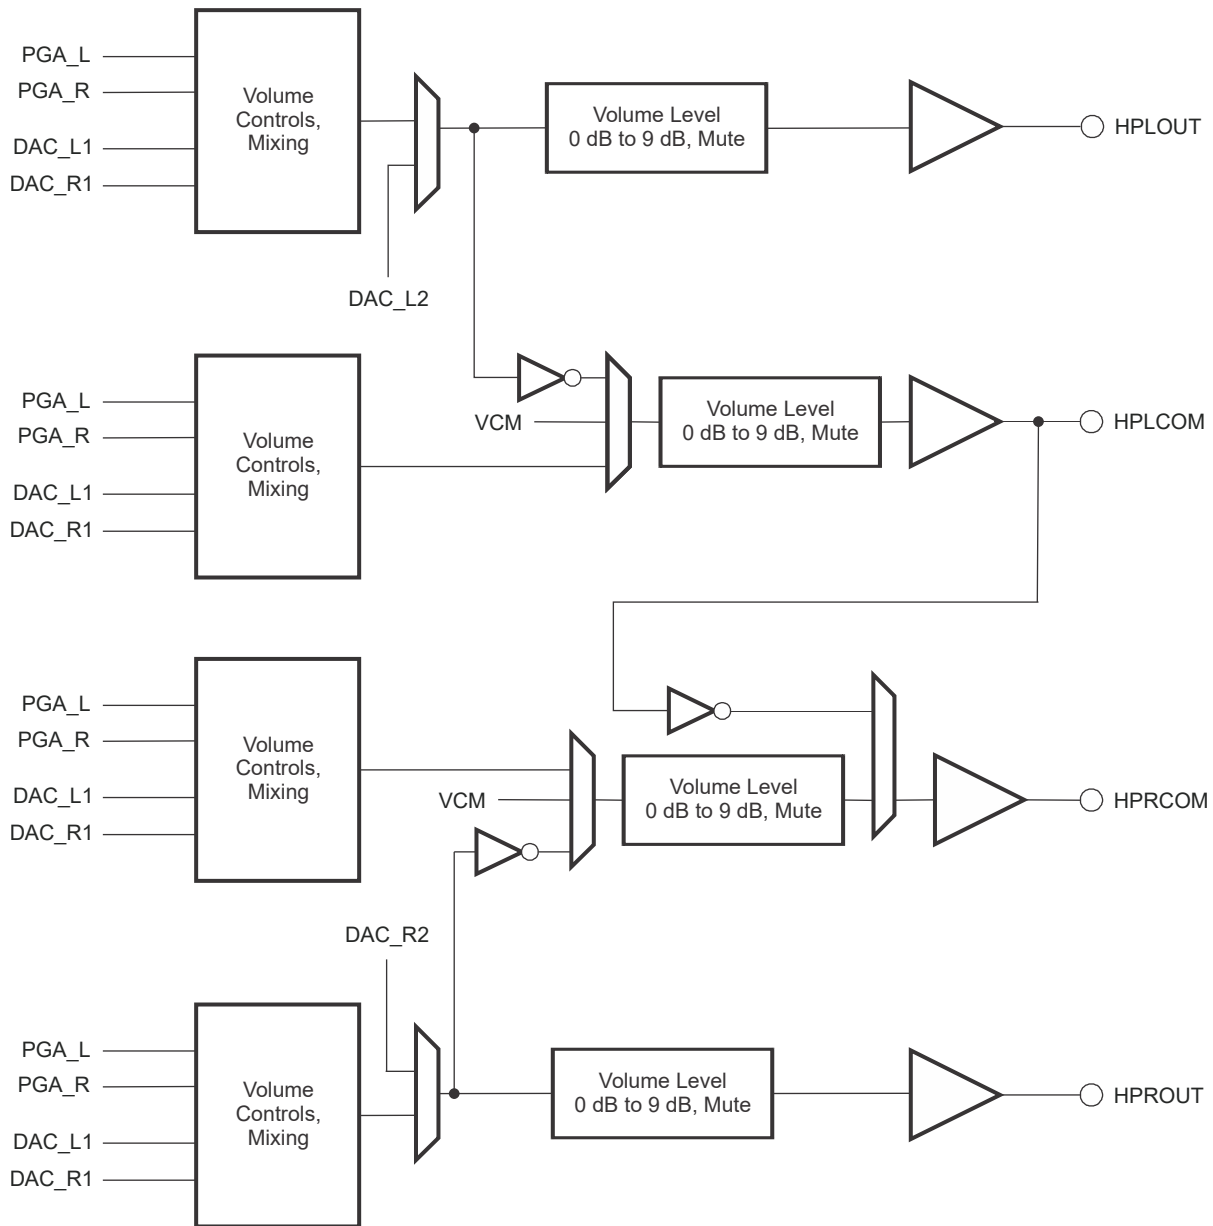 PGA_L
PGA_R
DAC_L1
DAC_R1
Volume
Controls,
Mixing
DAC_L2
Volume Level
0 dB to 9 dB, Mute
HPLOUT
PGA_L
PGA_R
DAC_L1
DAC_R1
Volume
Controls,
Mixing
VCM
Volume Level
0 dB to 9 dB, Mute
HPLCOM
PGA_L
PGA_R
DAC_L1
DAC_R1
Volume
Controls,
Mixing
VCM
Volume Level
0 dB to 9 dB, Mute
HPRCOM
DAC_R2
PGA_L
PGA_R
DAC_L1
DAC_R1
Volume
Controls,
Mixing
Volume Level
0 dB to 9 dB, Mute
HPROUT